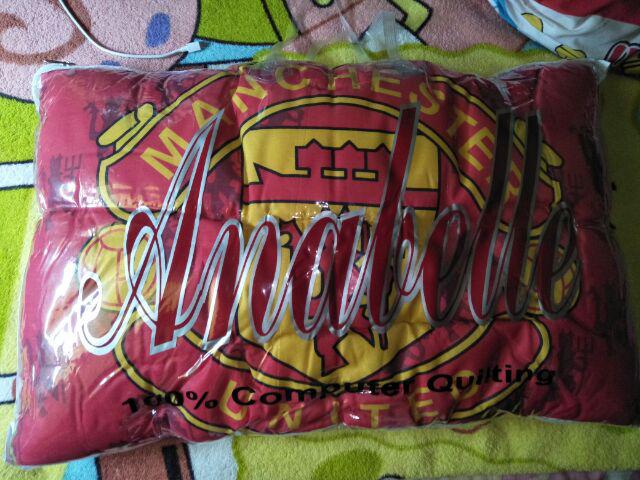 MANCHESTER
Anabelle
100% Computer Quilting
UNITED